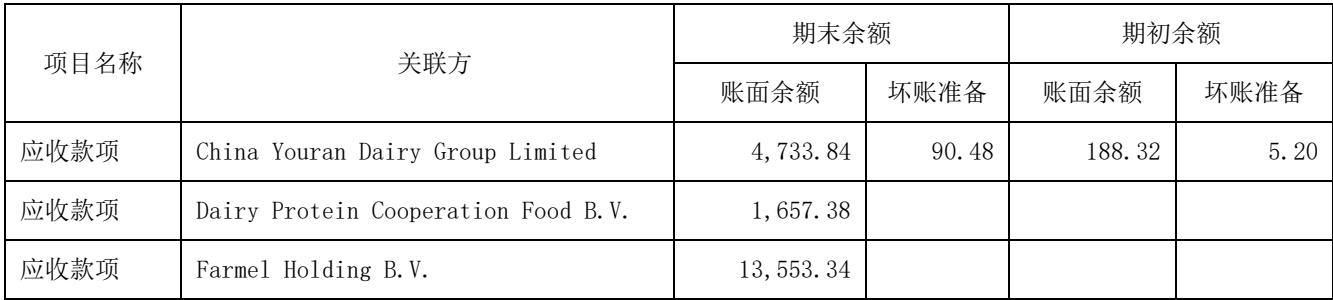 项目名称 关联方 期末余额 期初余额
账面余额 坏账准备 账面余额 坏账准备
应收款项 China Youran Dairy Group Limited 4,733.84 90.48 188.32 5.20
应收款项 Dairy Protein Cooperation Food B.V. 1,657.38
应收款项 Farmel Holding B.V. 13,553.34